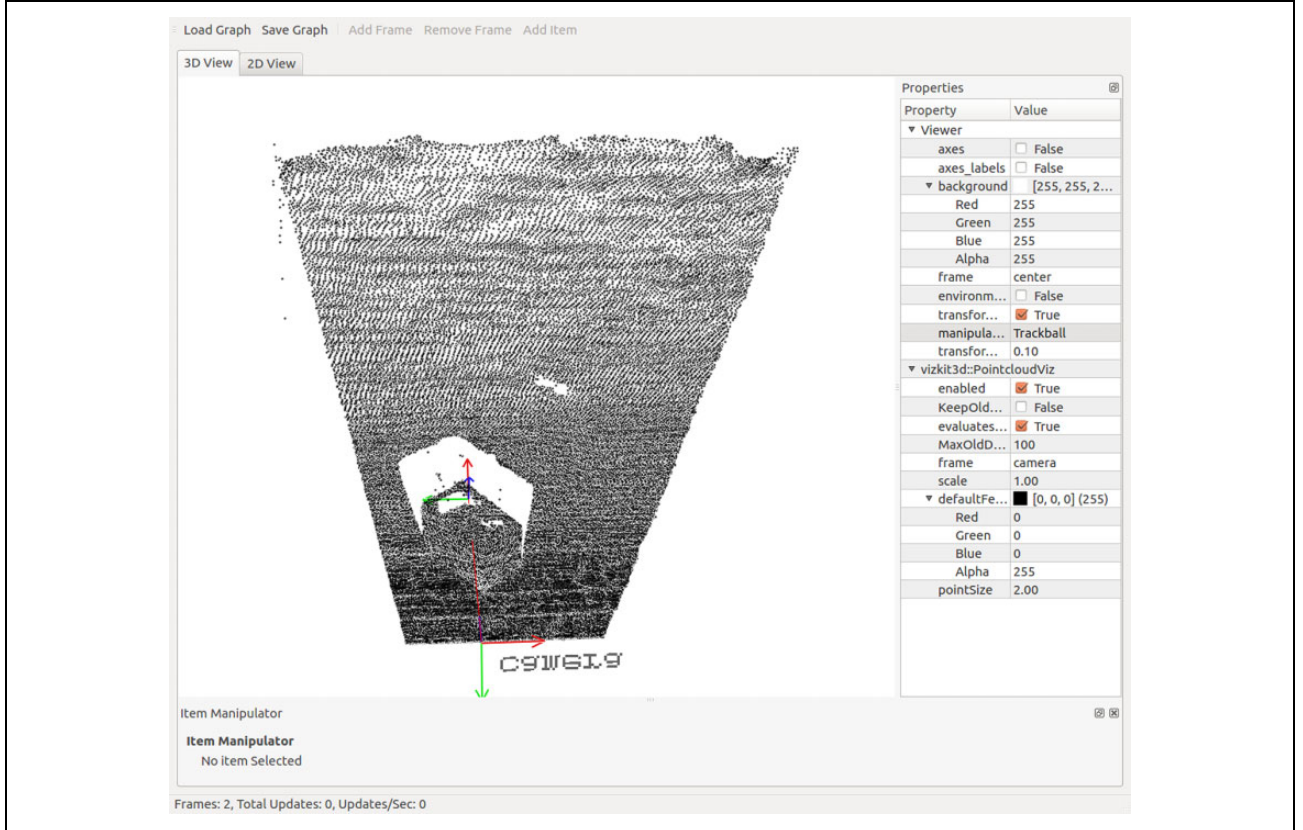 Load Graph Save Graph Add Frame Remove Frame Add Item
3D View 2D View
Properties
Property Value
Viewer
axes False
axes_labels False
background [255, 255, 2...
Red 255
Green 255
Blue 255
Alpha 255
frame center
environm... False
transfor... True
manipula... Trackball
transfor... 0.10
vizkit3d::PointcloudViz
enabled True
KeepOld... False
evaluates... True
MaxOldD... 100
frame camera
scale 1.00
defaultFe... [0, 0, 0] (255)
Red 0
Green 0
Blue 0
Alpha 255
pointSize 2.00
camera
Item Manipulator
Item Manipulator
No item Selected
Frames: 2, Total Updates: 0, Updates/Sec: 0